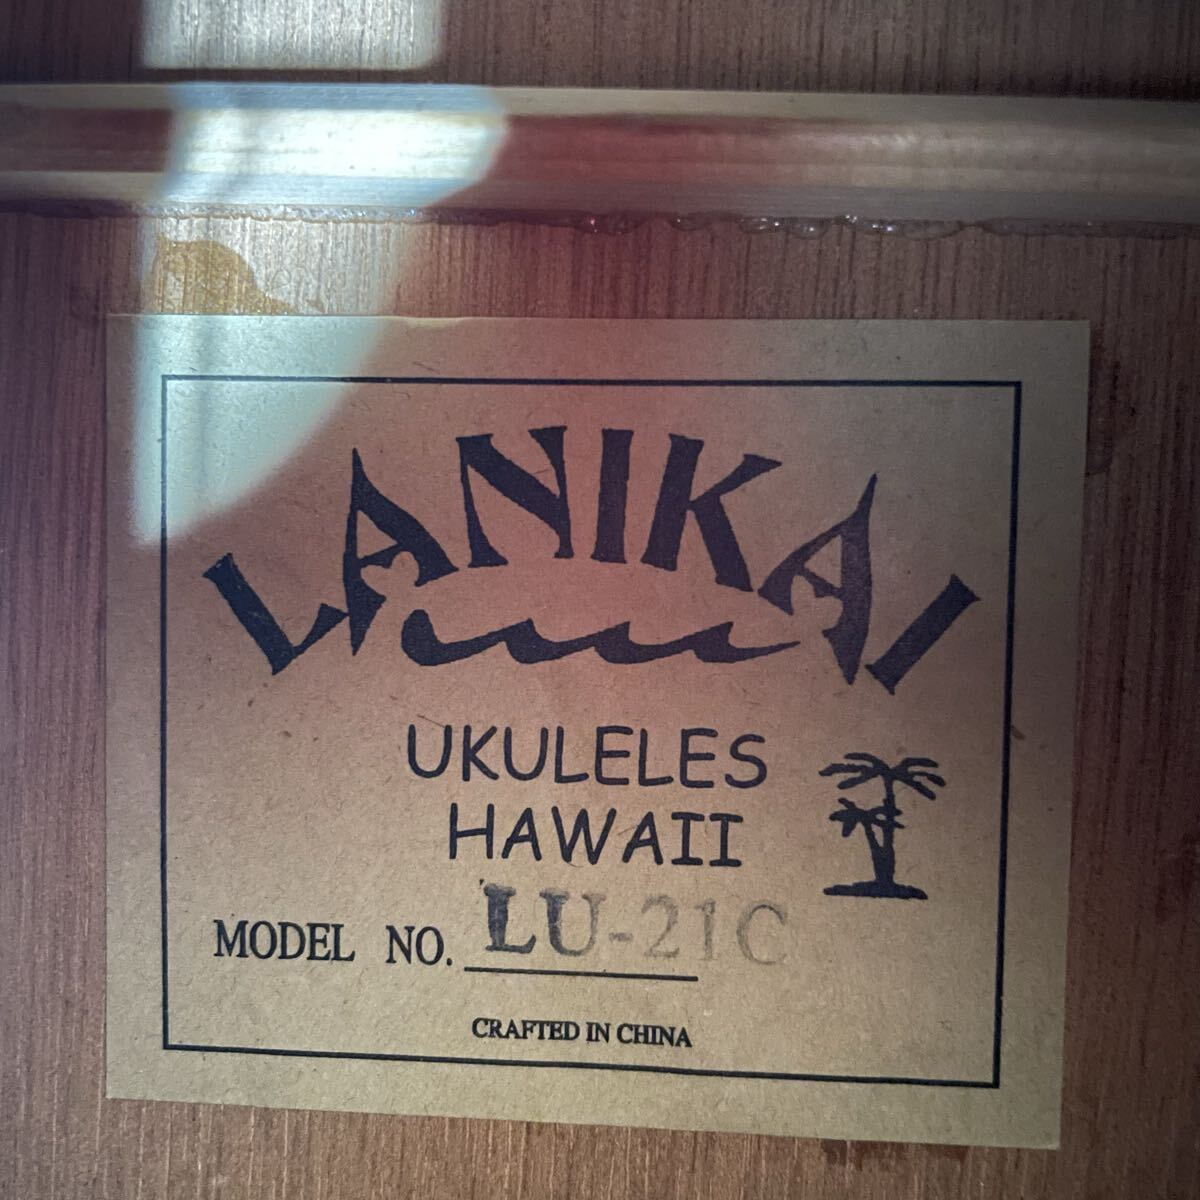 LANIKAI
UKULELES
HAWAII
MODEL NO. LU-21C
CRAFTED IN CHINA